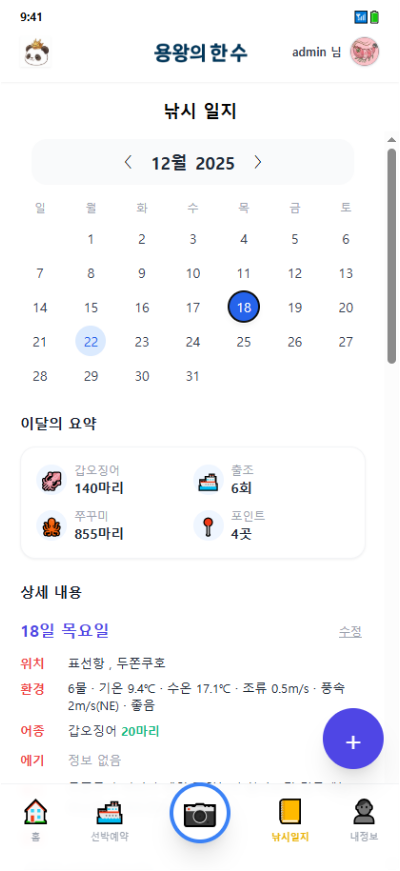 9:41
용왕의 한 수
admin 님
낚시 일지
12월 2025
일 월 화 수 목 금 토
1 2 3 4 5 6
7 8 9 10 11 12 13
14 15 16 17 18 19 20
21 22 23 24 25 26 27
28 29 30 31
이달의 요약
갑오징어 출조
140마리 6회
쭈꾸미 포인트
855마리 4곳
상세 내용
18일 목요일 수정
위치 표선항 , 두쫀쿠호
환경 6물 · 기온 9.4℃ · 수온 17.1℃ · 조류 0.5m/s · 풍속
2m/s(NE) · 좋음
어종 갑오징어 20마리
에기 정보 없음
+
홈 선박예약 낚시일지 내정보